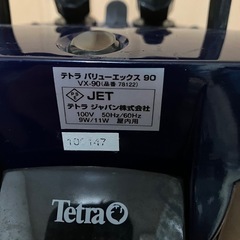 テトラ バリューエックス 90
VX-90(品番 78122)
JET
テトラ ジャパン株式会社
100V 50Hz/60Hz
9W/11W 屋内用
Tetra